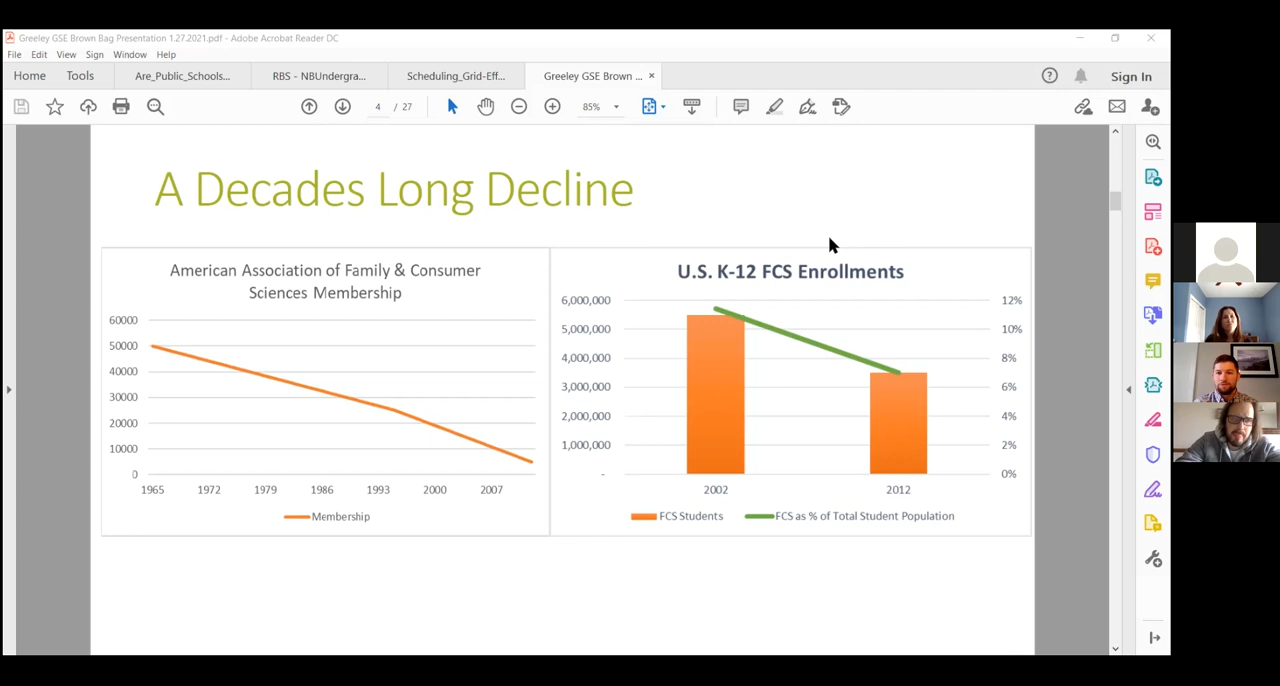 Greeley GSE Brown Bag Presentation 1.27.2021.pdf - Adobe Acrobat Reader DC
File Edit View Sign Window Help
Home Tools Are_Public_Schools... RBS - NBUndergra... Scheduling_Grid-Eff... Greeley GSE Brown ... × Sign In
4 / 27 85%
A Decades Long Decline
American Association of Family & Consumer
Sciences Membership
60000
50000
40000
30000
20000
10000
0
1965 1972 1979 1986 1993 2000 2007
Membership
U.S. K-12 FCS Enrollments
6,000,000 12%
5,000,000 10%
4,000,000 8%
3,000,000 6%
2,000,000 4%
1,000,000 2%
- 0%
2002 2012
FCS Students FCS as % of Total Student Population